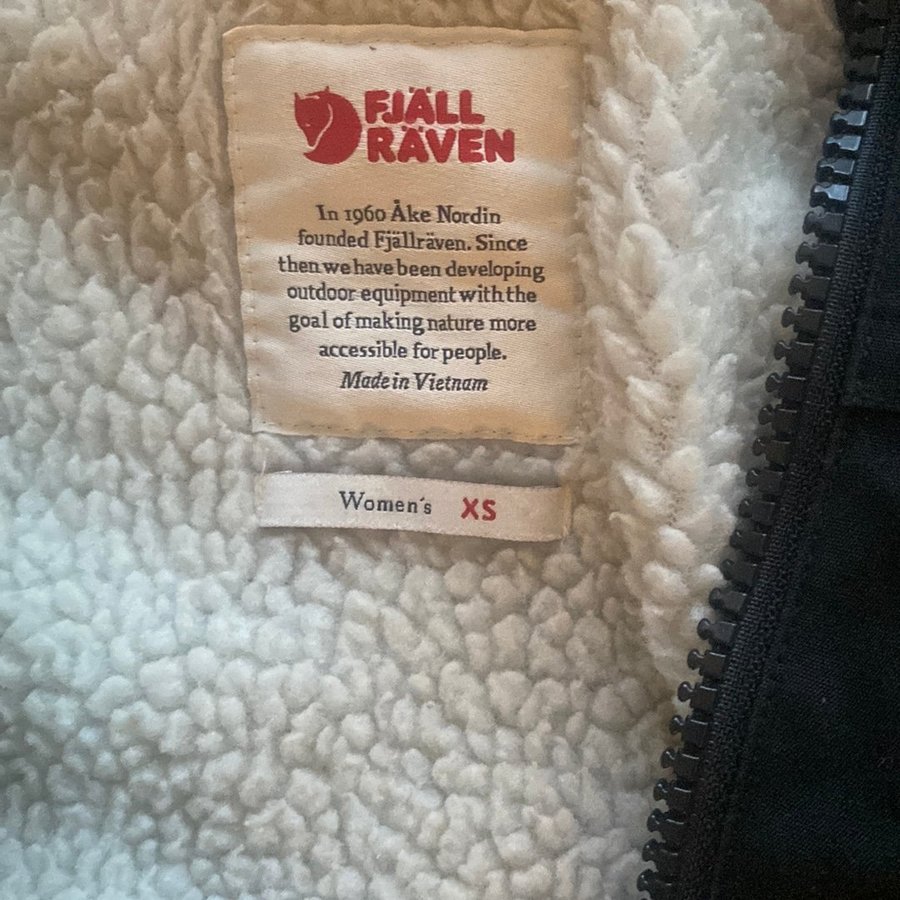 FJÄLL
RÄVEN
In 1960 Åke Nordin
founded Fjällräven. Since
then we have been developing
outdoor equipment with the
goal of making nature more
accessible for people.
Made in Vietnam
Women´s XS